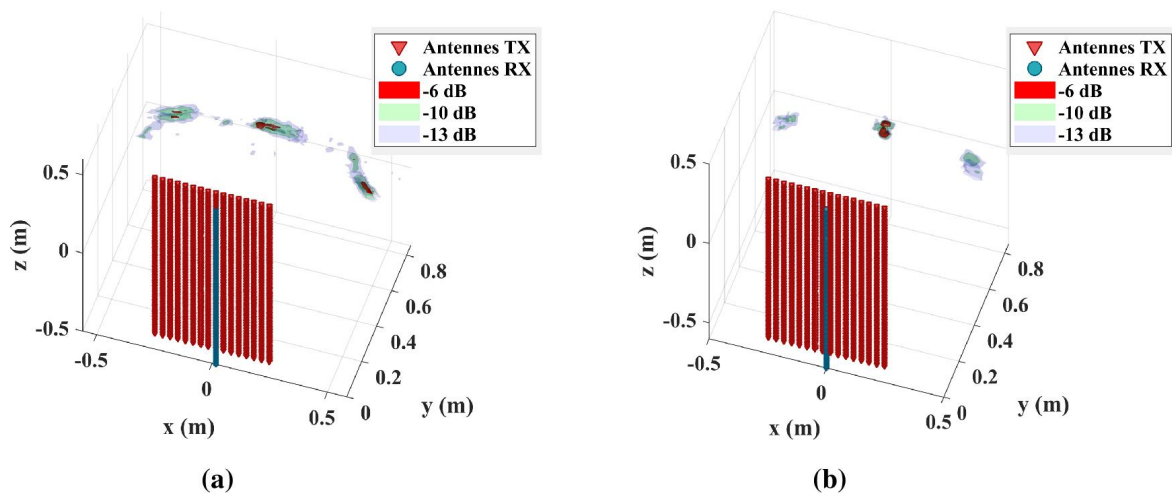 Antennes TX
Antennes RX
-6 dB
-10 dB
-13 dB
0.5
0
-0.5
z (m)
-0.5
0
0.5
x (m)
0
0.2
0.4
0.6
0.8
y (m)
(a)
Antennes TX
Antennes RX
-6 dB
-10 dB
-13 dB
0.5
0
-0.5
z (m)
-0.5
0
0.5
x (m)
0
0.2
0.4
0.6
0.8
y (m)
(b)